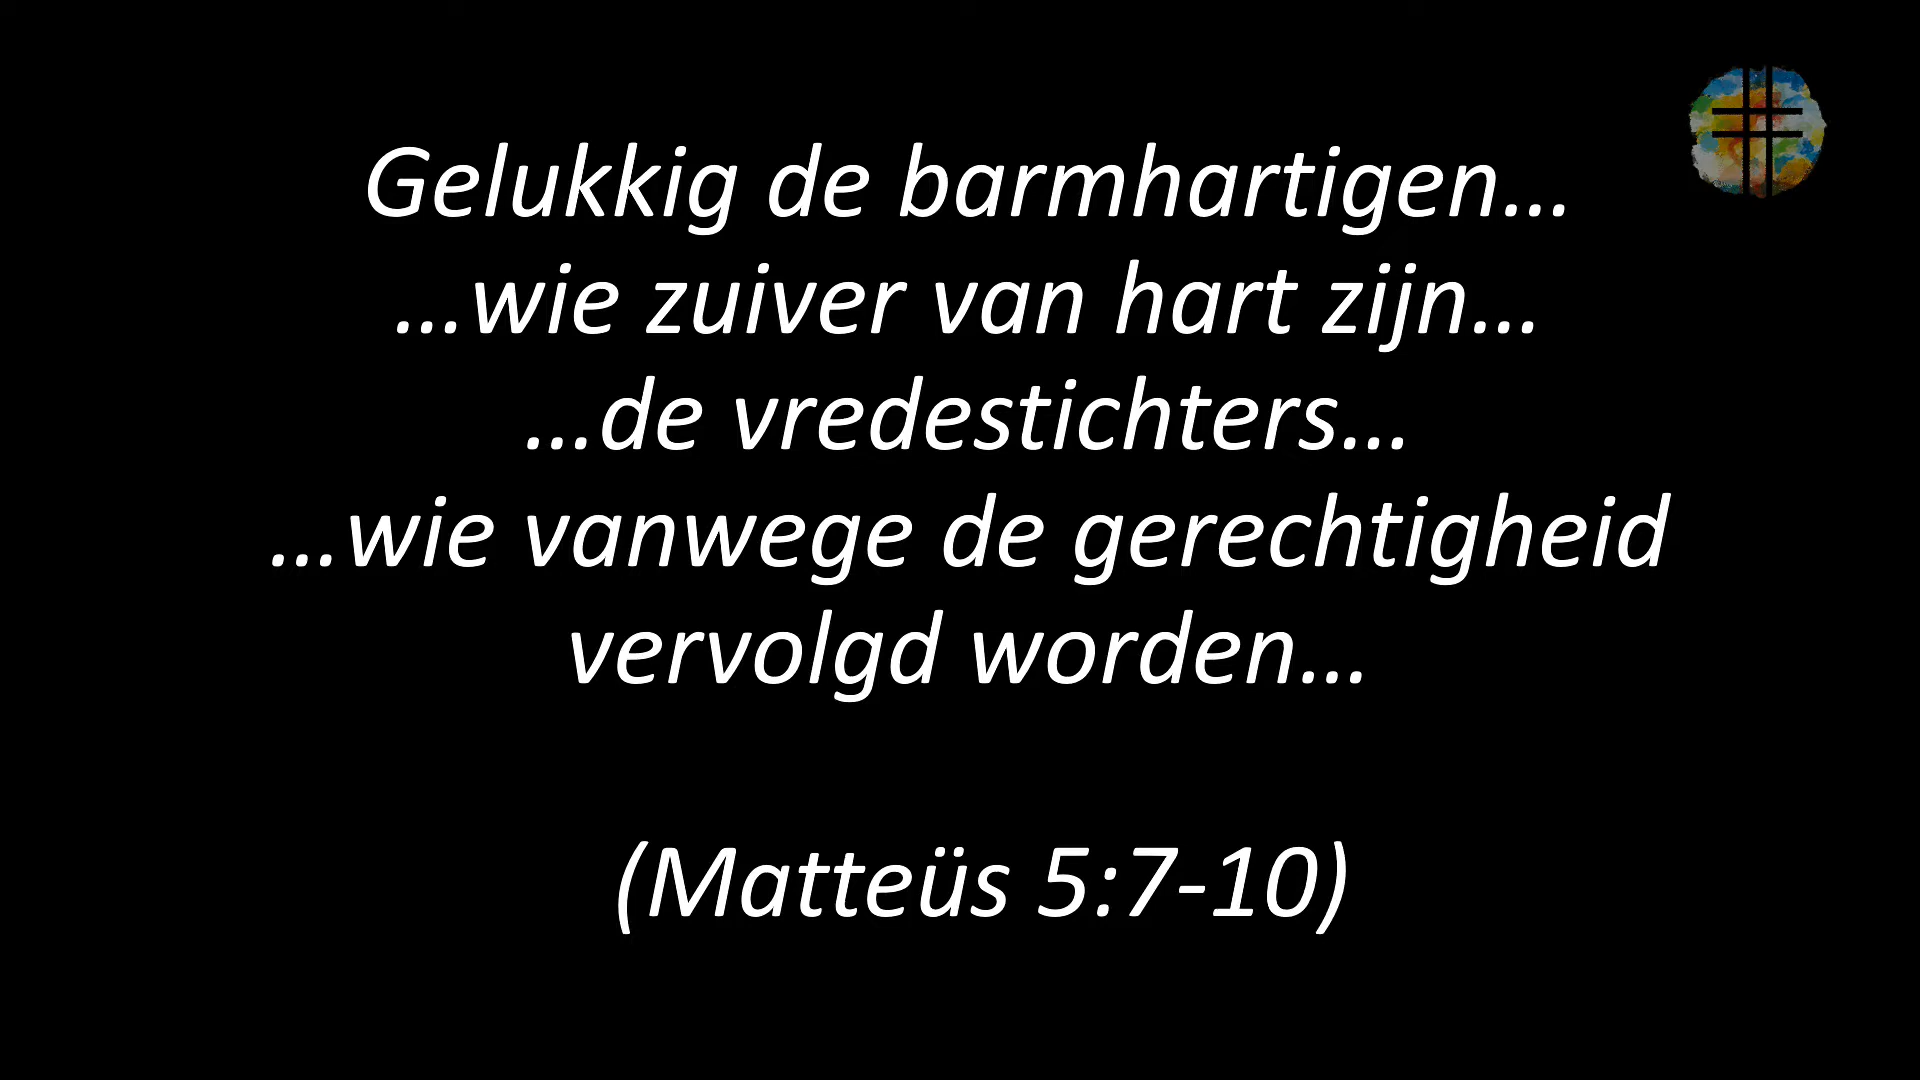 Gelukkig de barmhartigen…
…wie zuiver van hart zijn…
…de vredestichters…
…wie vanwege de gerechtigheid
vervolgd worden…
(Matteüs 5:7-10)